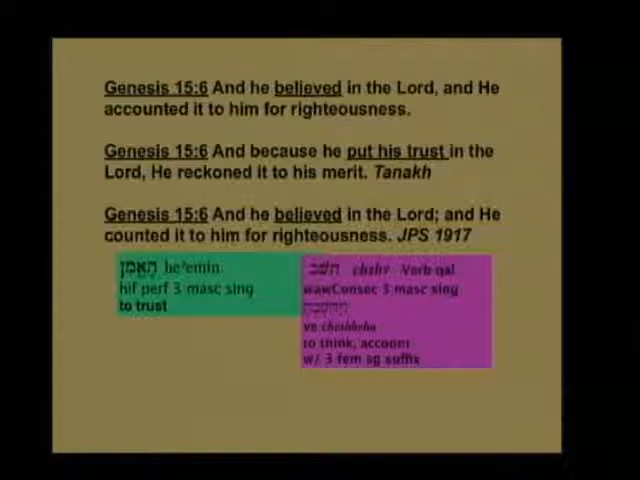 Genesis 15:6 And he believed in the Lord, and He
accounted it to him for righteousness.
Genesis 15:6 And because he put his trust in the
Lord, He reckoned it to his merit. Tanakh
Genesis 15:6 And he believed in the Lord; and He
counted it to him for righteousness. JPS 1917
הֶאֱמִן he'emin
hif perf 3 masc sing
to trust
חשב Verb qal
wawConsec 3 masc sing
to think, account
w/ 3 fem sg suffix